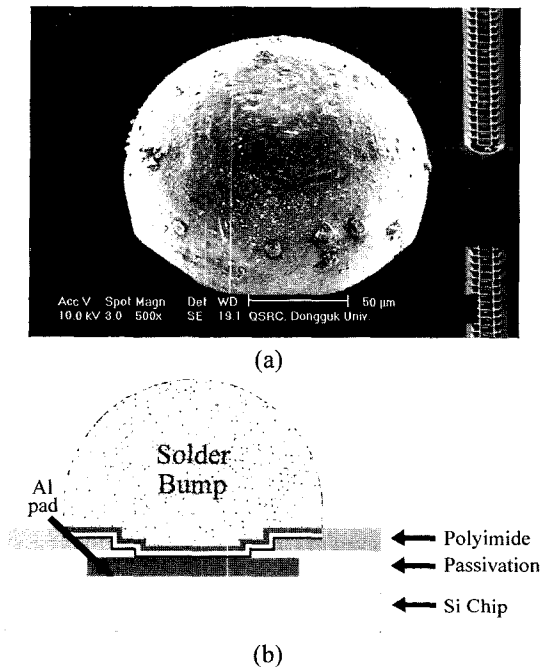 Acc V Spot Magn Det WD 50 µm
10.0 kV 3.0 500x SE 19.1 QSRC, Dongguk Univ.
(a)
Solder
Bump
Al
pad
Polyimide
Passivation
Si Chip
(b)